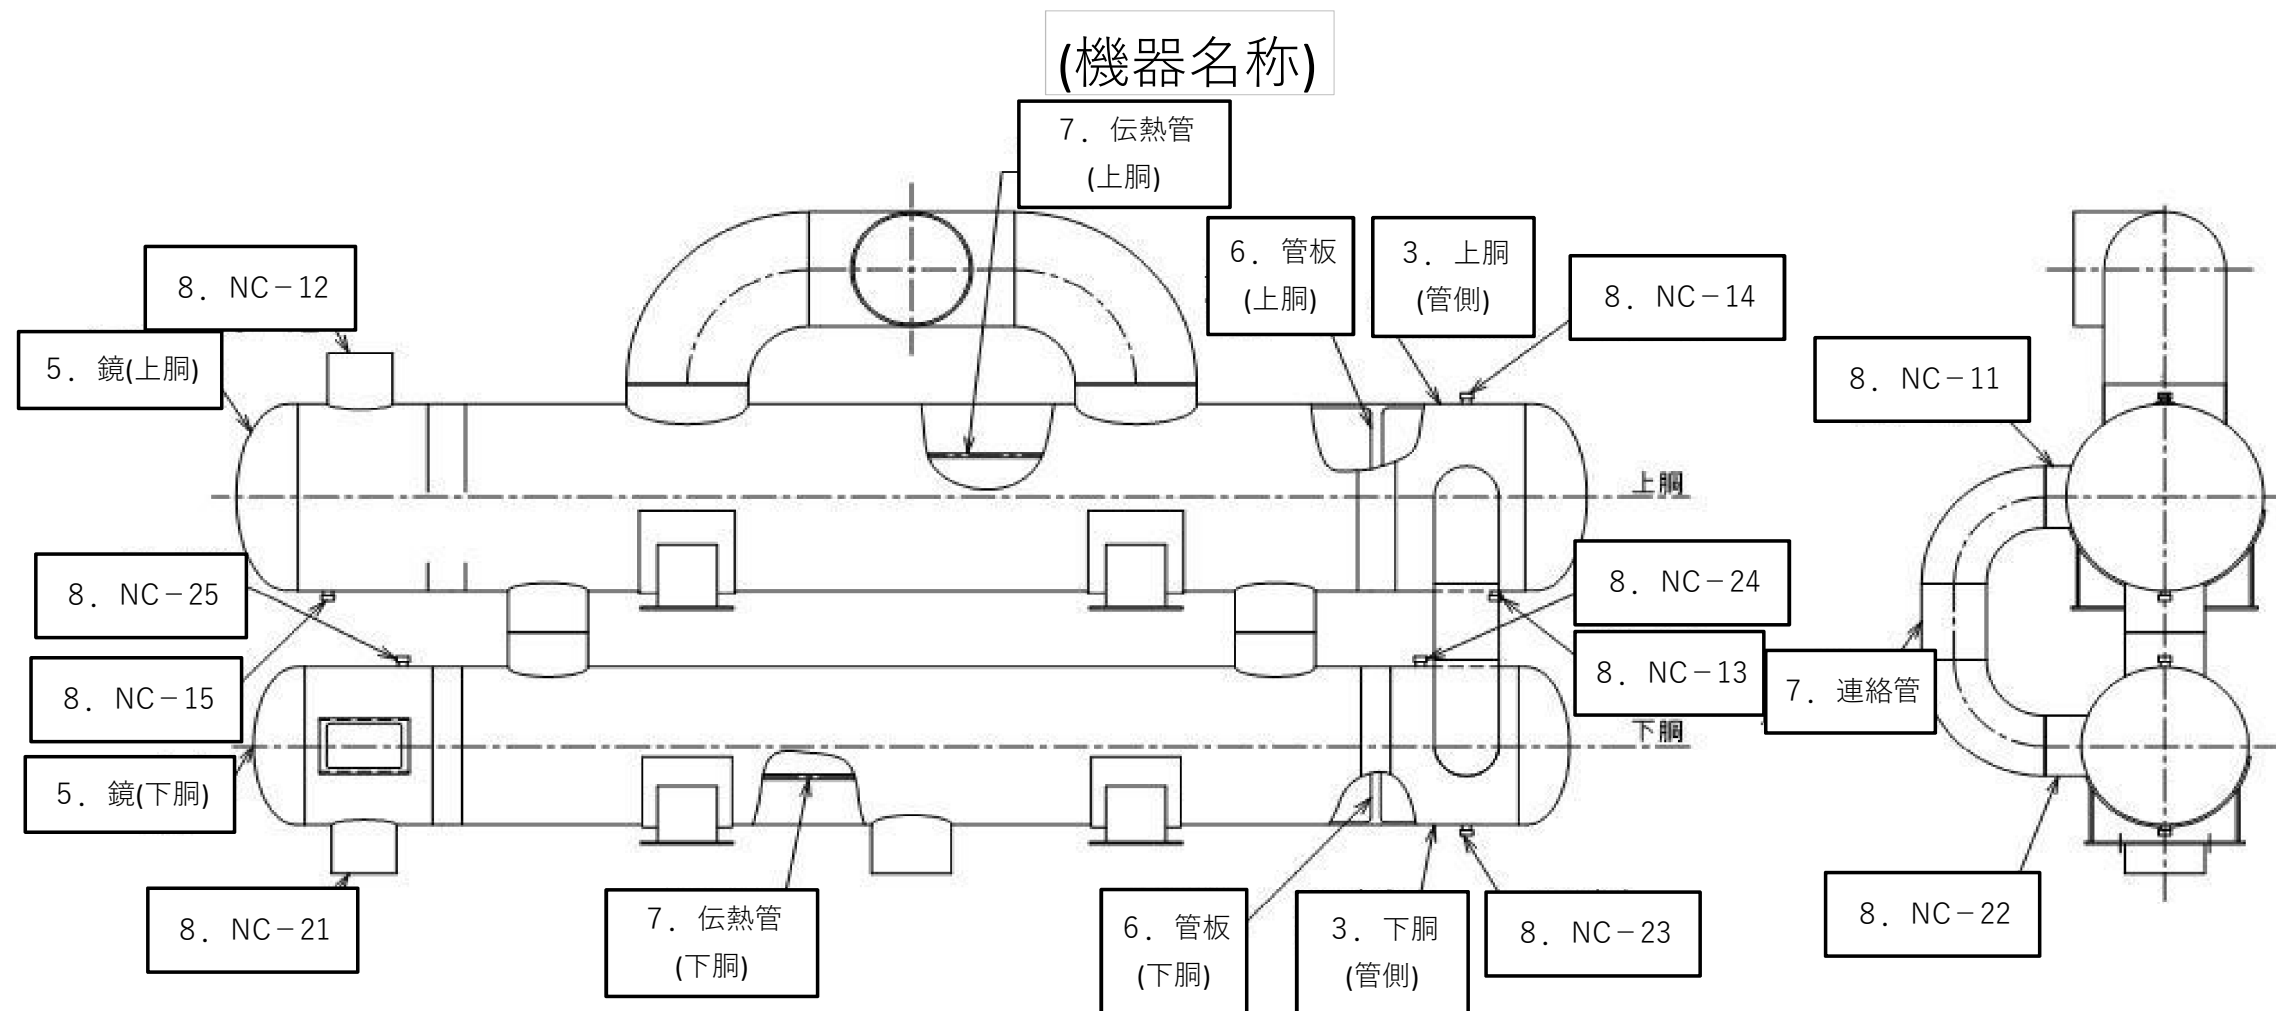 (機器名称)
7. 伝熱管
(上胴)
6. 管板
(上胴)
3. 上胴
(管側)
8. NC－12
8. NC－14
5. 鏡(上胴)
8. NC－11
上胴
8. NC－25
8. NC－24
8. NC－15
8. NC－13
7. 連絡管
下胴
5. 鏡(下胴)
8. NC－21
7. 伝熱管
(下胴)
6. 管板
(下胴)
3. 下胴
(管側)
8. NC－23
8. NC－22